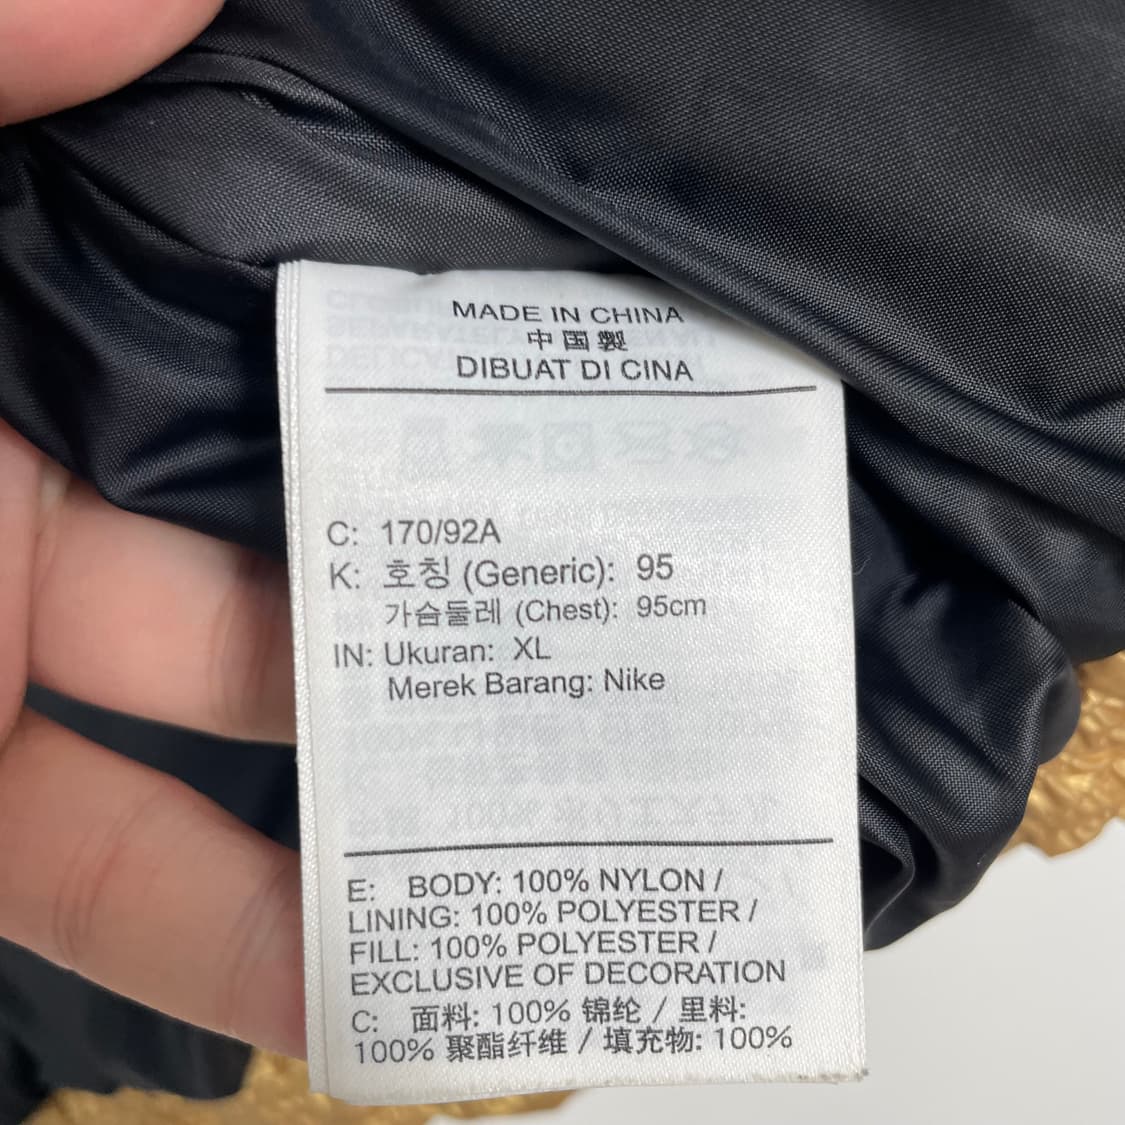 MADE IN CHINA
中国製
DIBUAT DI CINA
C: 170/92A
K: 호칭 (Generic): 95
가슴둘레 (Chest): 95cm
IN: Ukuran: XL
Merek Barang: Nike
E: BODY: 100% NYLON /
LINING: 100% POLYESTER /
FILL: 100% POLYESTER /
EXCLUSIVE OF DECORATION
C: 面料: 100% 锦纶 / 里料:
100% 聚酯纤维 / 填充物: 100%